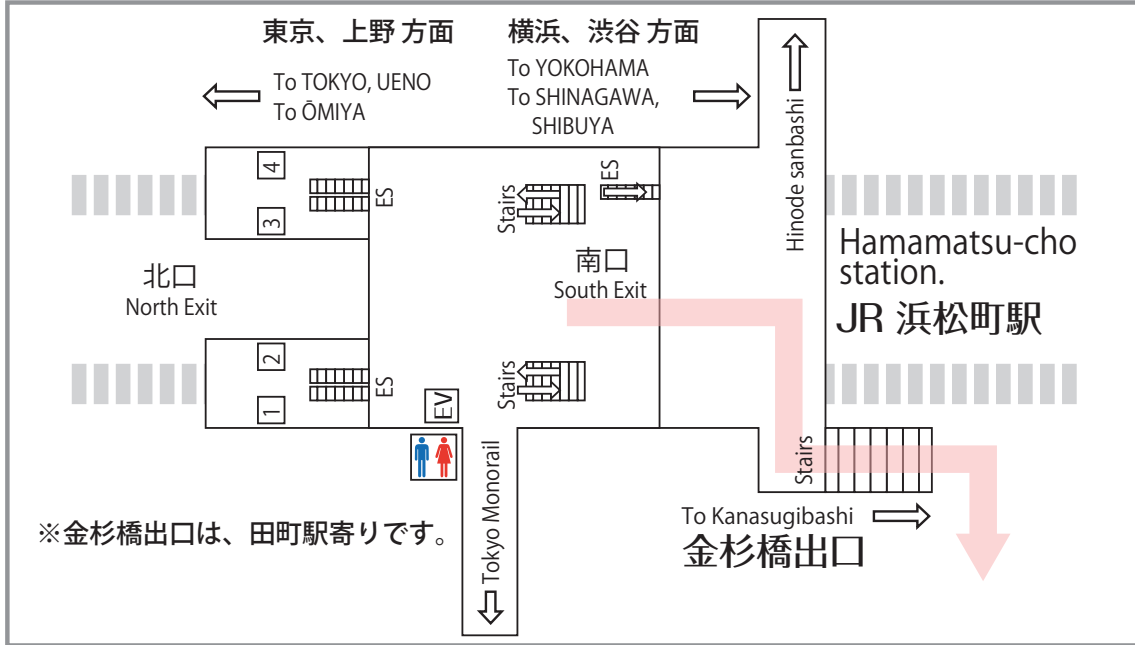 東京、上野 方面
To TOKYO, UENO
To ŌMIYA
横浜、渋谷 方面
To YOKOHAMA
To SHINAGAWA,
SHIBUYA
Hinode sanbashi
4
3
ES
Stairs
ES
北口
North Exit
南口
South Exit
Hamamatsu-cho
station.
JR 浜松町駅
2
1
ES
EV
Stairs
Stairs
Tokyo Monorail
To Kanasugibashi
金杉橋出口
※金杉橋出口は、田町駅寄りです。